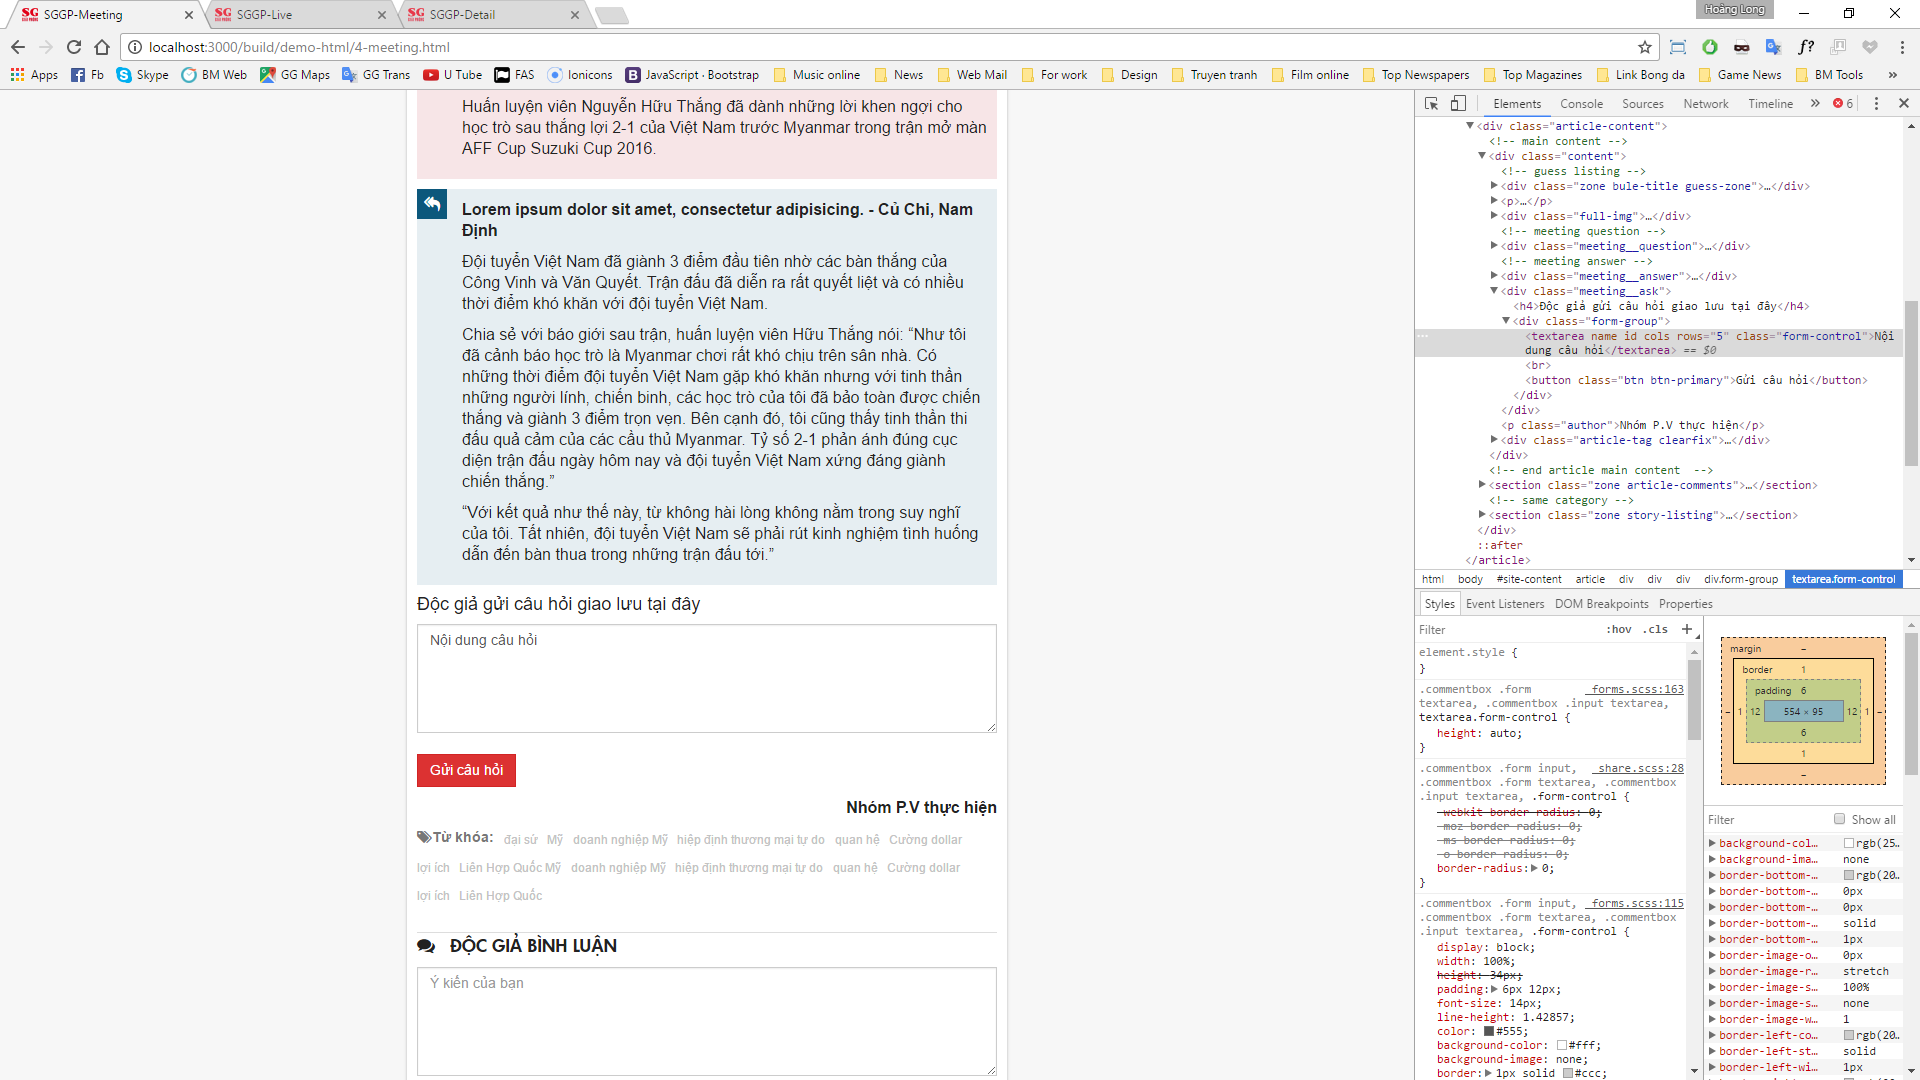 SGGP-Meeting
SGGP-Live
SGGP-Detail
Hoàng Long
localhost:3000/build/demo-html/4-meeting.html
Apps Fb Skype BM Web GG Maps GG Trans U Tube FAS Ionicons JavaScript · Bootstrap Music online News Web Mail For work Design Truyen tranh Film online Top Newspapers Top Magazines Link Bong da Game News BM Tools »
Huấn luyện viên Nguyễn Hữu Thắng đã dành những lời khen ngợi cho
học trò sau thắng lợi 2-1 của Việt Nam trước Myanmar trong trận mở màn
AFF Cup Suzuki Cup 2016.
Lorem ipsum dolor sit amet, consectetur adipisicing. - Củ Chi, Nam
Định
Đội tuyển Việt Nam đã giành 3 điểm đầu tiên nhờ các bàn thắng của
Công Vinh và Văn Quyết. Trận đấu đã diễn ra rất quyết liệt và có nhiều
thời điểm khó khăn với đội tuyển Việt Nam.
Chia sẻ với báo giới sau trận, huấn luyện viên Hữu Thắng nói: “Như tôi
đã cảnh báo học trò là Myanmar chơi rất khó chịu trên sân nhà. Có
những thời điểm đội tuyển Việt Nam gặp khó khăn nhưng với tinh thần
những người lính, chiến binh, các học trò của tôi đã bảo toàn được chiến
thắng và giành 3 điểm trọn vẹn. Bên cạnh đó, tôi cũng thấy tinh thần thi
đấu quả cảm của các cầu thủ Myanmar. Tỷ số 2-1 phản ánh đúng cục
diện trận đấu ngày hôm nay và đội tuyển Việt Nam xứng đáng giành
chiến thắng.”
“Với kết quả như thế này, từ không hài lòng không nằm trong suy nghĩ
của tôi. Tất nhiên, đội tuyển Việt Nam sẽ phải rút kinh nghiệm tình huống
dẫn đến bàn thua trong những trận đấu tới.”
Độc giả gửi câu hỏi giao lưu tại đây
Nội dung câu hỏi
Gửi câu hỏi
Nhóm P.V thực hiện
Từ khóa: đại sứ Mỹ doanh nghiệp Mỹ hiệp định thương mại tự do quan hệ Cường dollar
lợi ích Liên Hợp Quốc Mỹ doanh nghiệp Mỹ hiệp định thương mại tự do quan hệ Cường dollar
lợi ích Liên Hợp Quốc
ĐỘC GIẢ BÌNH LUẬN
Ý kiến của bạn
Elements Console Sources Network Timeline » 6
<div class="article-content">
<!-- main content -->
<div class="content">
<!-- guess listing -->
<div class="zone bule-title guess-zone">…</div>
<p>…</p>
<div class="full-img">…</div>
<!-- meeting question -->
<div class="meeting__question">…</div>
<!-- meeting answer -->
<div class="meeting__answer">…</div>
<div class="meeting__ask">
<h4>Độc giả gửi câu hỏi giao lưu tại đây</h4>
<div class="form-group">
<textarea name id cols rows="5" class="form-control">Nội
dung câu hỏi</textarea> == $0
<br>
<button class="btn btn-primary">Gửi câu hỏi</button>
</div>
</div>
<p class="author">Nhóm P.V thực hiện</p>
<div class="article-tag clearfix">…</div>
</div>
<!-- end article main content  -->
<section class="zone article-comments">…</section>
<!-- same category -->
<section class="zone story-listing">…</section>
</div>
::after
</article>
html body #site-content article div div div div.form-group textarea.form-control
Styles Event Listeners DOM Breakpoints Properties
Filter :hov .cls +
element.style {
}
.commentbox .form _forms.scss:163
textarea, .commentbox .input textarea,
textarea.form-control {
height: auto;
}
.commentbox .form input, _share.scss:28
.commentbox .form textarea, .commentbox
.input textarea, .form-control {
-webkit-border-radius: 0;
-moz-border-radius: 0;
-ms-border-radius: 0;
-o-border-radius: 0;
border-radius: 0;
}
.commentbox .form input, _forms.scss:115
.commentbox .form textarea, .commentbox
.input textarea, .form-control {
display: block;
width: 100%;
height: 34px;
padding: 6px 12px;
font-size: 14px;
line-height: 1.42857;
color: #555;
background-color: #fff;
background-image: none;
border: 1px solid #ccc;
margin –
border 1
padding 6
– 1 12 554 × 95 12 1 –
6
1
–
Filter Show all
background-col… rgb(25…
background-ima… none
border-bottom-… rgb(20…
border-bottom-… 0px
border-bottom-… 0px
border-bottom-… solid
border-bottom-… 1px
border-image-o… 0px
border-image-r… stretch
border-image-s… 100%
border-image-s… none
border-image-w… 1
border-left-co… rgb(20…
border-left-st… solid
border-left-wi… 1px